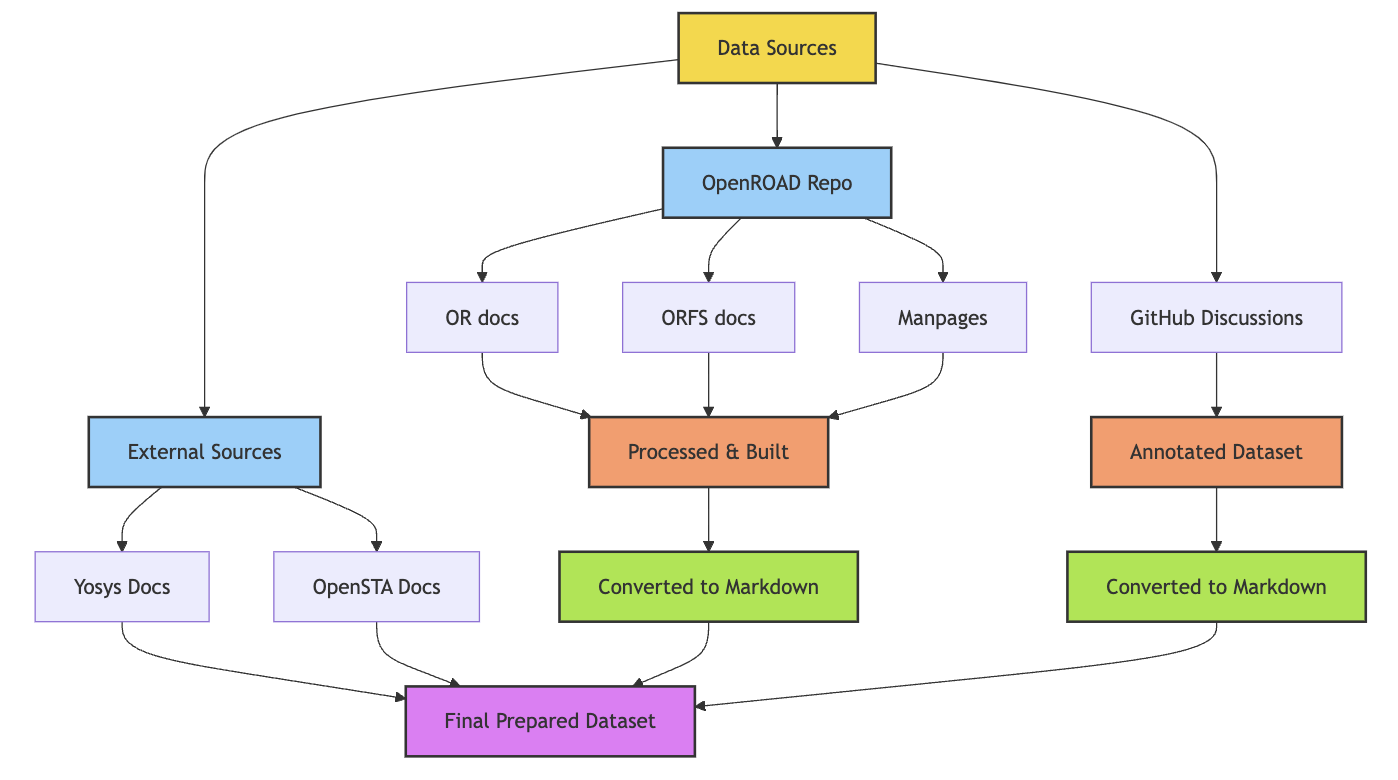 Data Sources
OpenROAD Repo
OR docs
ORFS docs
Manpages
GitHub Discussions
External Sources
Processed & Built
Annotated Dataset
Yosys Docs
OpenSTA Docs
Converted to Markdown
Converted to Markdown
Final Prepared Dataset